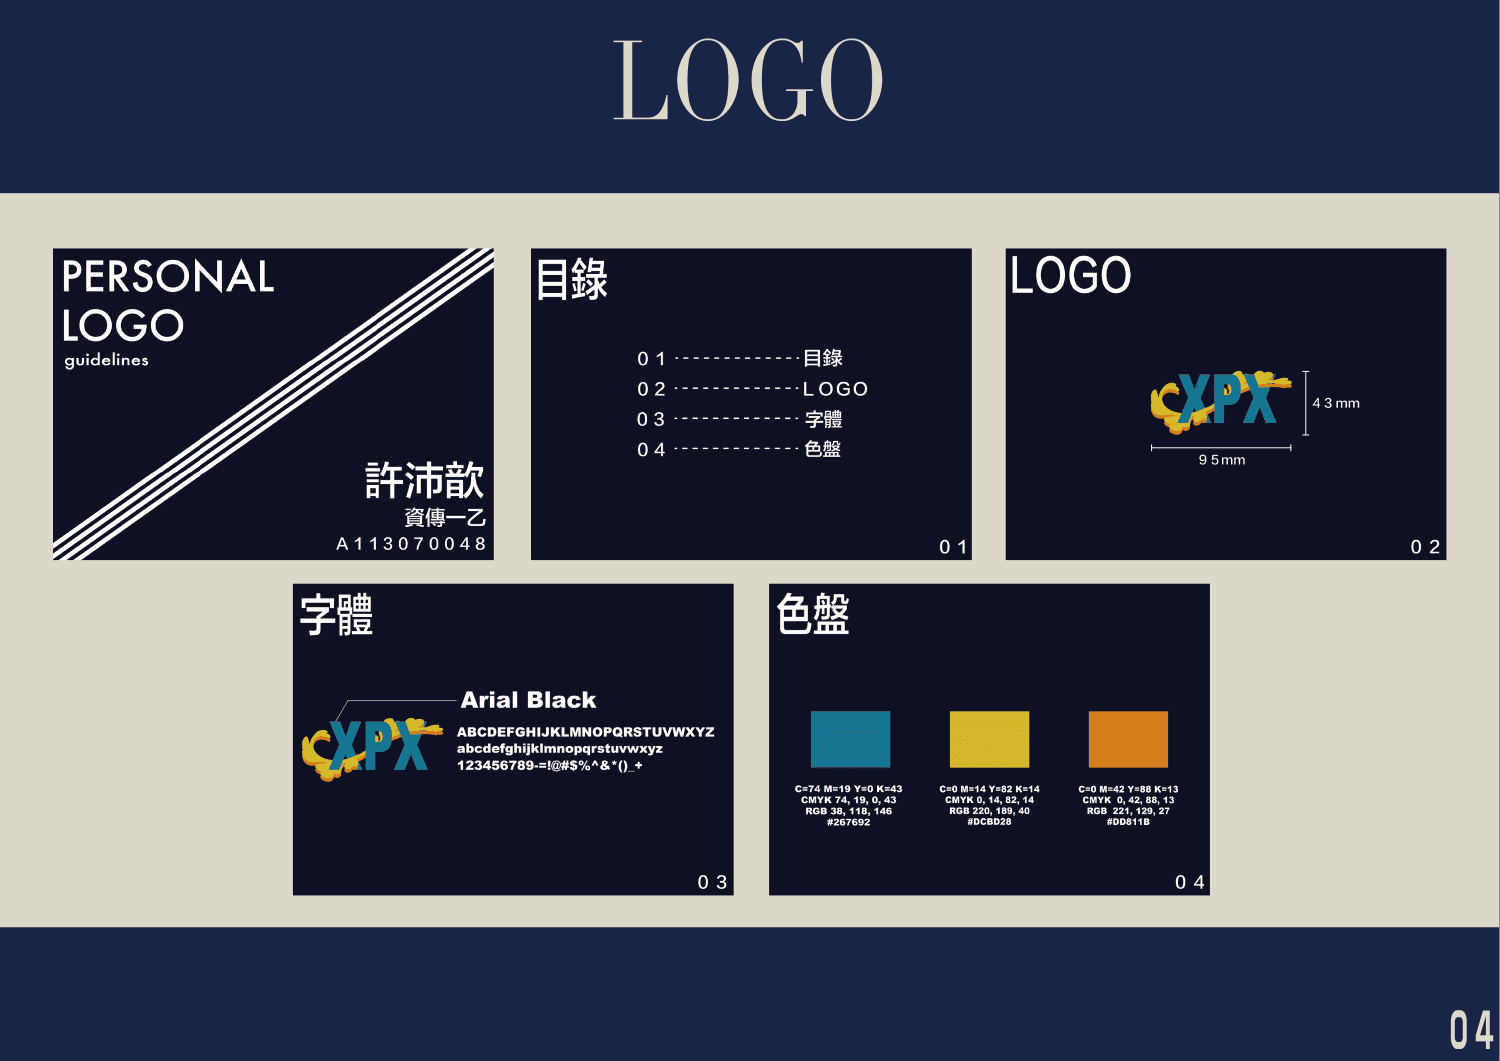 LOGO
PERSONAL
LOGO
guidelines
許沛歆
資傳一乙
A113070048
目錄
01 ------------- 目錄
02 ------------- LOGO
03 ------------- 字體
04 ------------- 色盤
01
LOGO
XPX
43mm
95mm
02
字體
Arial Black
XPX
ABCDEFGHIJKLMNOPQRSTUVWXYZ
abcdefghijklmnopqrstuvwxyz
123456789-=!@#$%^&*()_+
03
色盤
C=74 M=19 Y=0 K=43
CMYK 74, 19, 0, 43
RGB 38, 118, 146
#267692
C=0 M=14 Y=82 K=14
CMYK 0, 14, 82, 14
RGB 220, 189, 40
#DCBD28
C=0 M=42 Y=88 K=13
CMYK 0, 42, 88, 13
RGB 221, 129, 27
#DD811B
04
04